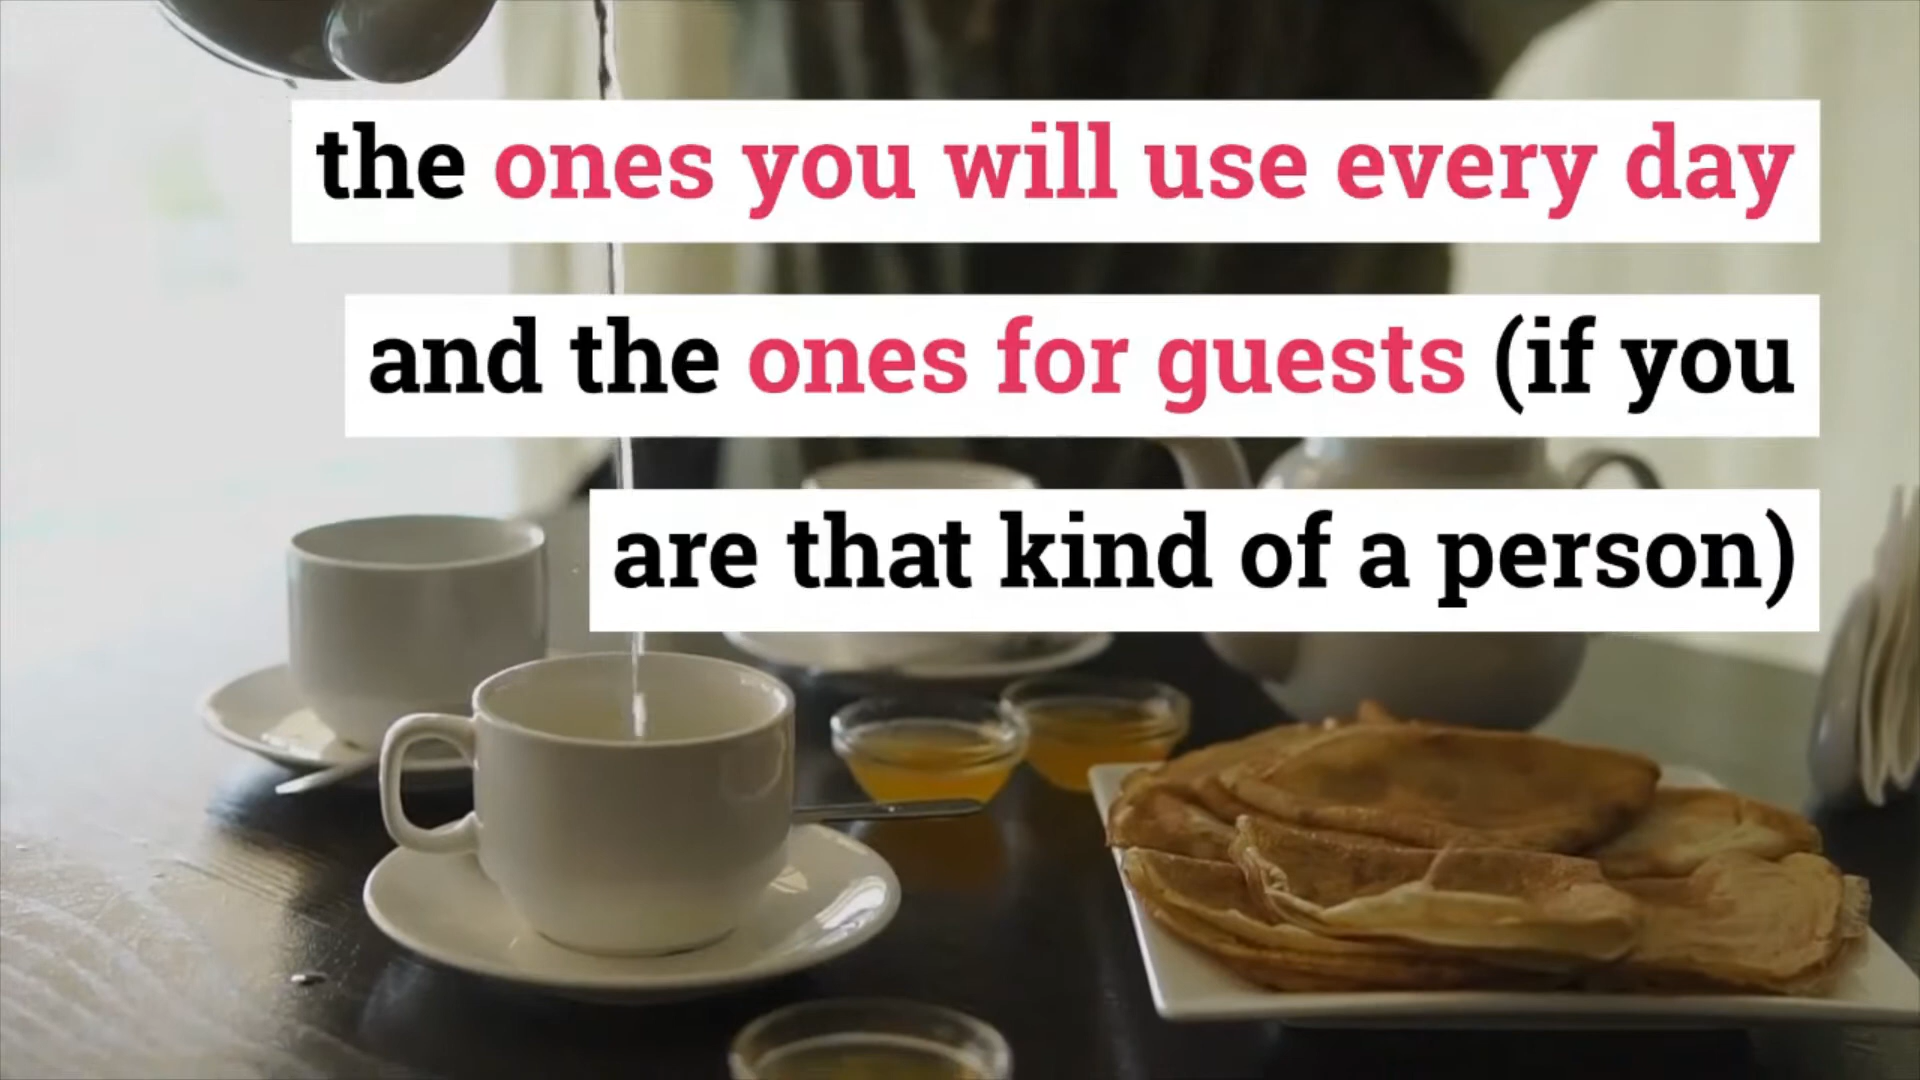 the ones you will use every day
and the ones for guests (if you
are that kind of a person)